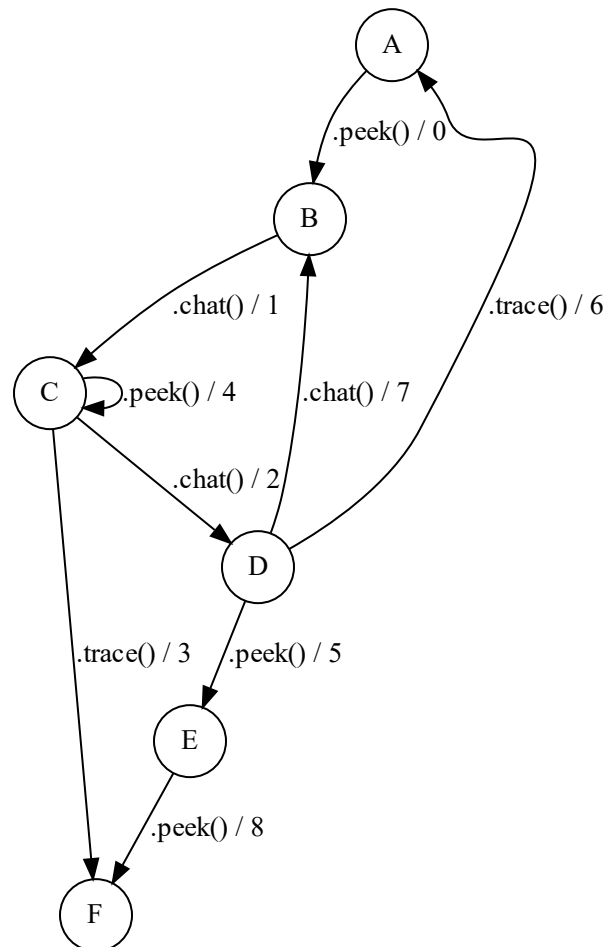 A
.peek() / 0
B
.chat() / 1
.trace() / 6
C
.peek() / 4
.chat() / 7
.chat() / 2
D
.trace() / 3
.peek() / 5
E
.peek() / 8
F